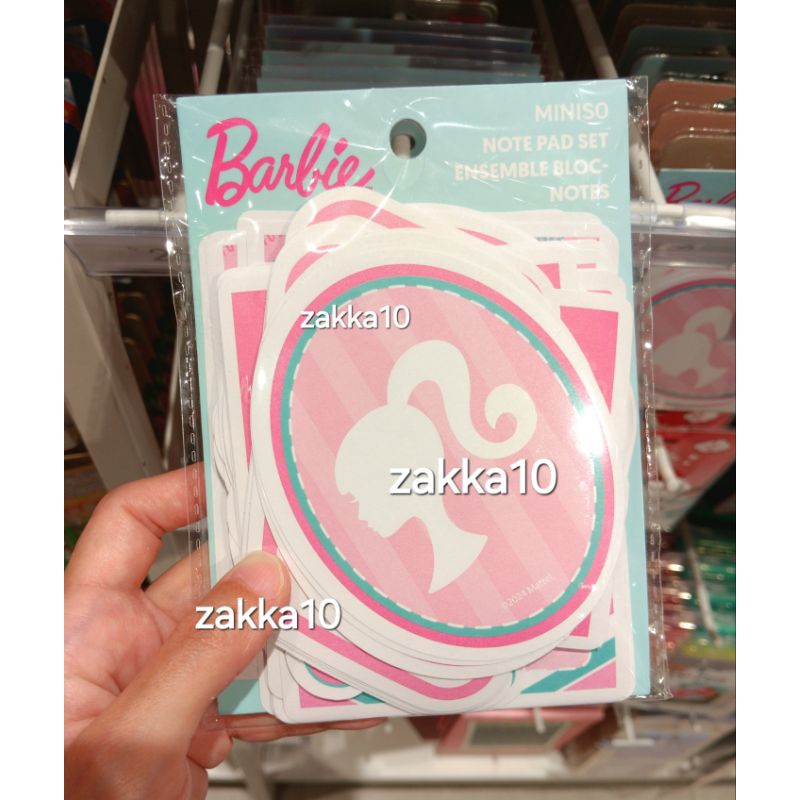 MINISO
Barbie
NOTE PAD SET
ENSEMBLE BLOC-
NOTES
zakka10
zakka10
©2024 Mattel
zakka10